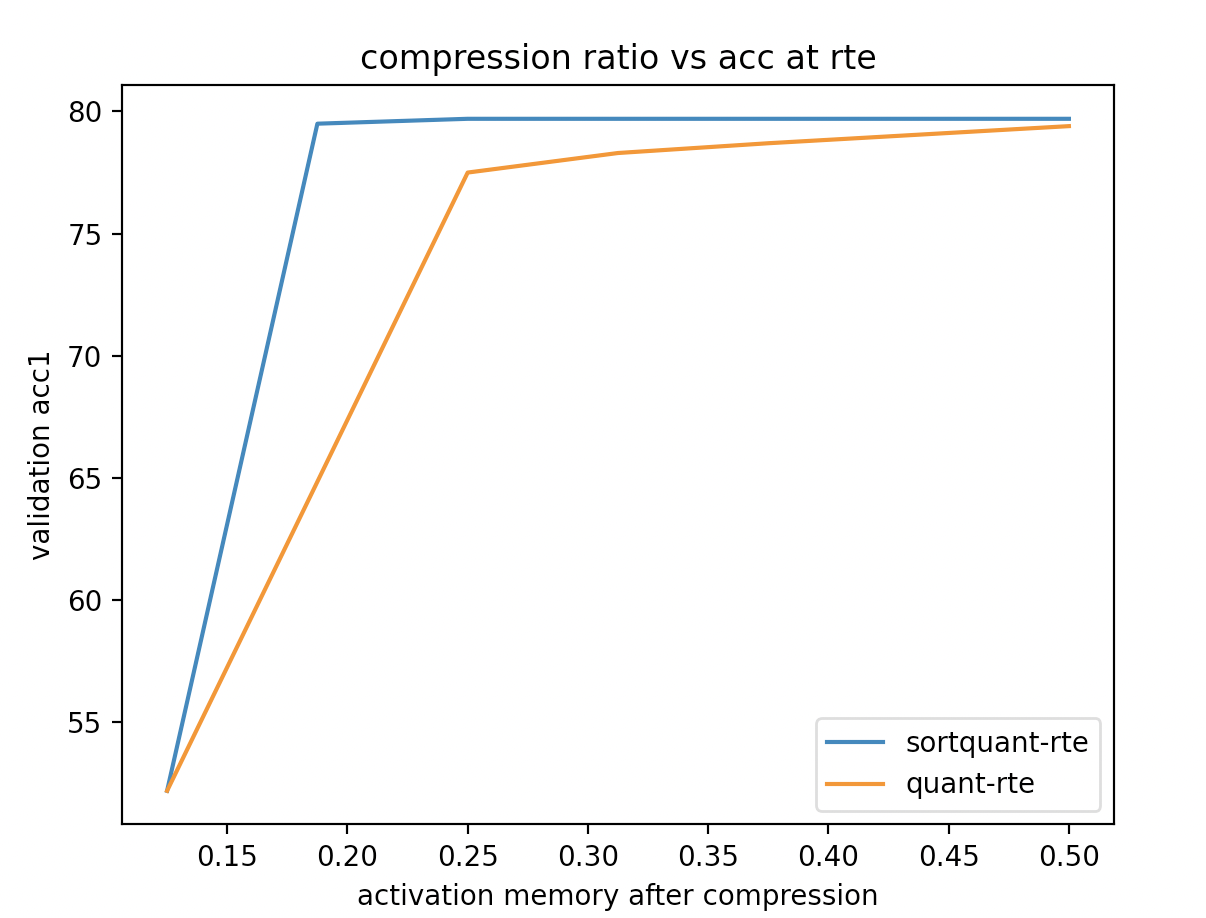 compression ratio vs acc at rte
80
75
70
65
60
55
validation acc1
sortquant-rte
quant-rte
0.15 0.20 0.25 0.30 0.35 0.40 0.45 0.50
activation memory after compression